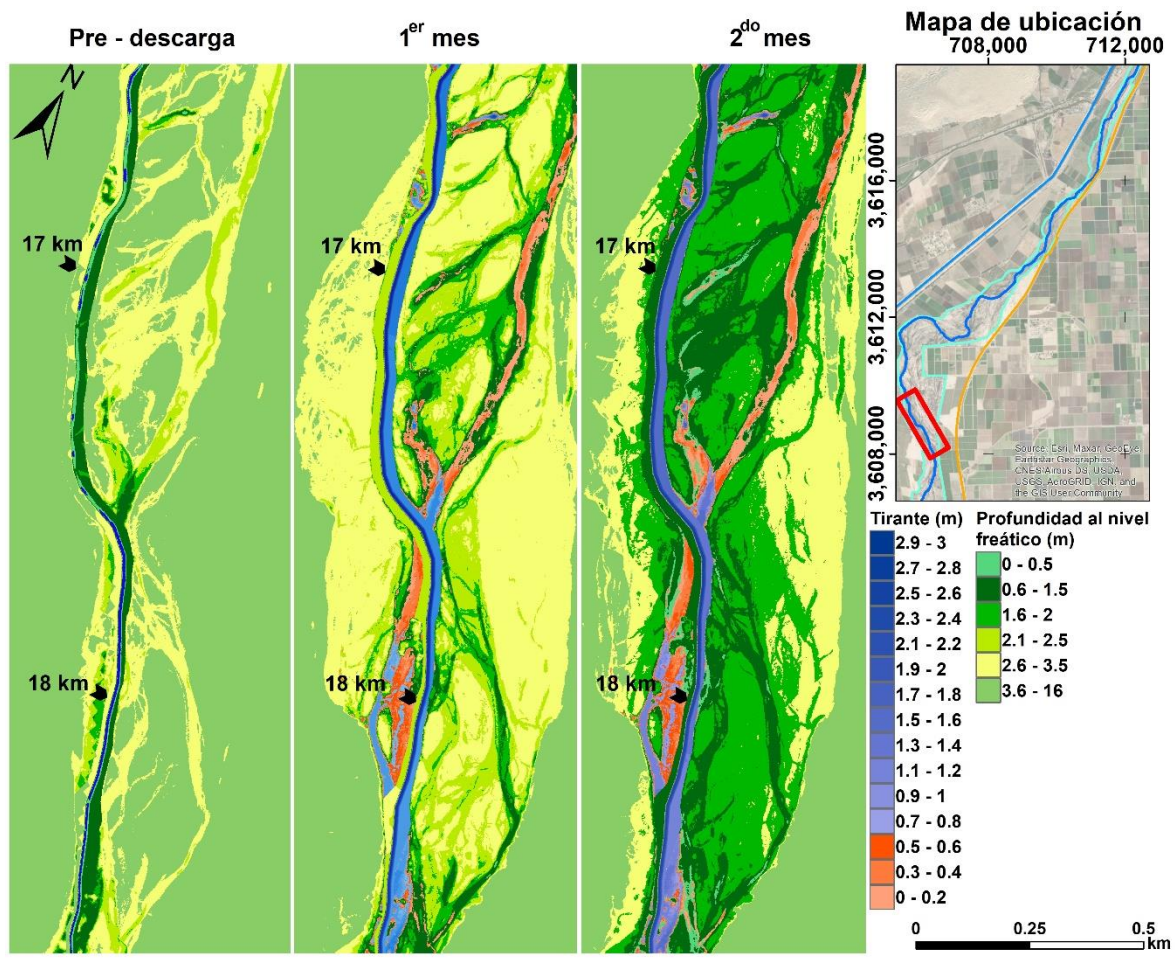 Pre - descarga
1er mes
2do mes
Mapa de ubicación
708,000 712,000
N
17 km
17 km
17 km
18 km
18 km
18 km
3,616,000
3,612,000
3,608,000
Source: Esri, Maxar, GeoEye,
Earthstar Geographics,
CNES/Airbus DS, USDA,
USGS, AeroGRID, IGN, and
the GIS User Community
Tirante (m)
2.9 - 3
2.7 - 2.8
2.5 - 2.6
2.3 - 2.4
2.1 - 2.2
1.9 - 2
1.7 - 1.8
1.5 - 1.6
1.3 - 1.4
1.1 - 1.2
0.9 - 1
0.7 - 0.8
0.5 - 0.6
0.3 - 0.4
0 - 0.2
Profundidad al nivel
freático (m)
0 - 0.5
0.6 - 1.5
1.6 - 2
2.1 - 2.5
2.6 - 3.5
3.6 - 16
0 0.25 0.5
km